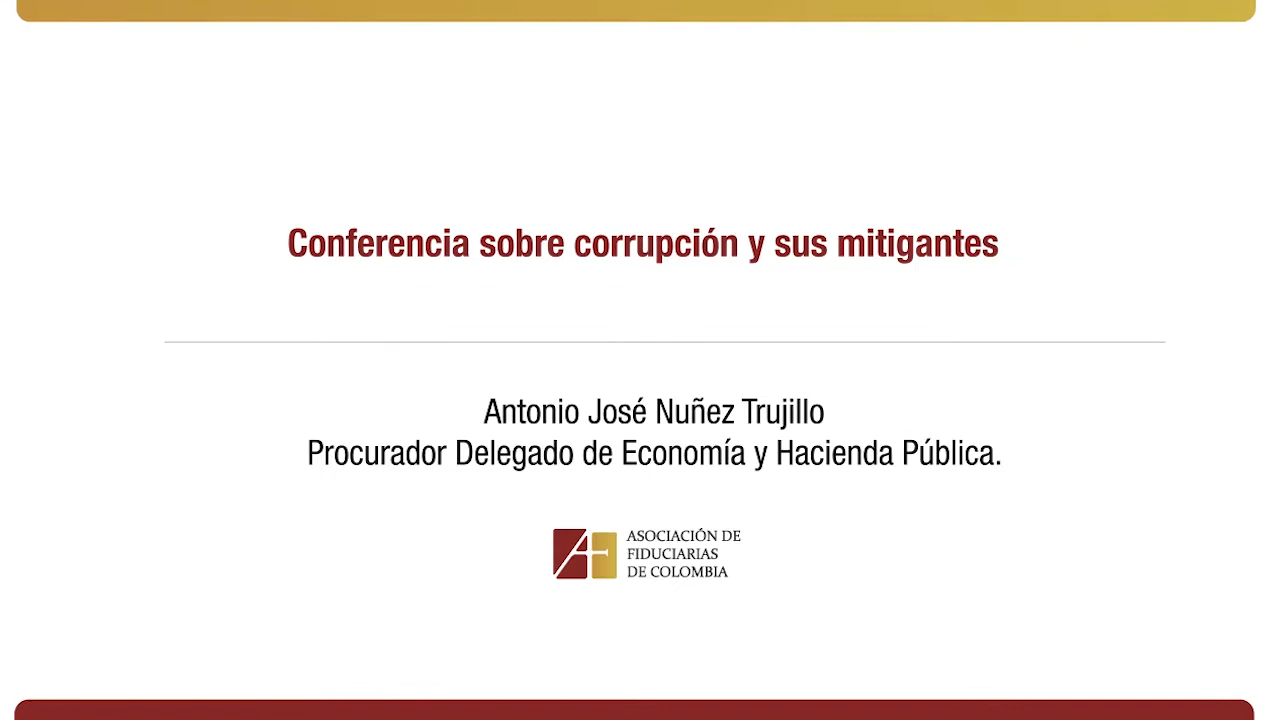 Conferencia sobre corrupción y sus mitigantes
Antonio José Nuñez Trujillo
Procurador Delegado de Economía y Hacienda Pública.
ASOCIACIÓN DE
FIDUCIARIAS
DE COLOMBIA